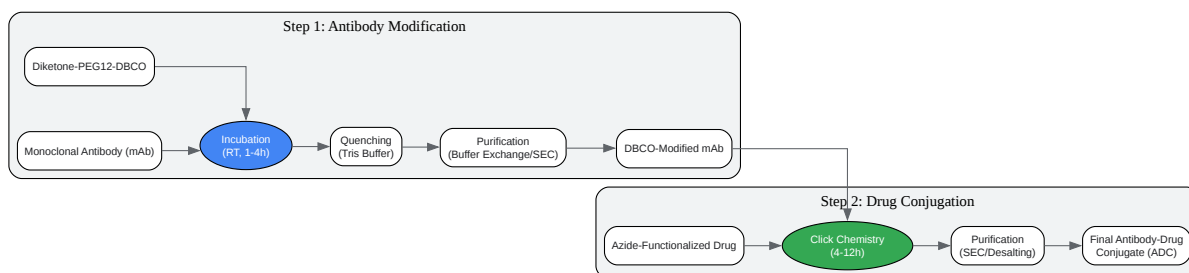 Step 1: Antibody Modification
Diketone-PEG12-DBCO
Monoclonal Antibody (mAb)
Incubation
(RT, 1-4h)
Quenching
(Tris Buffer)
Purification
(Buffer Exchange/SEC)
DBCO-Modified mAb
Step 2: Drug Conjugation
Azide-Functionalized Drug
Click Chemistry
(4-12h)
Purification
(SEC/Desalting)
Final Antibody-Drug
Conjugate (ADC)